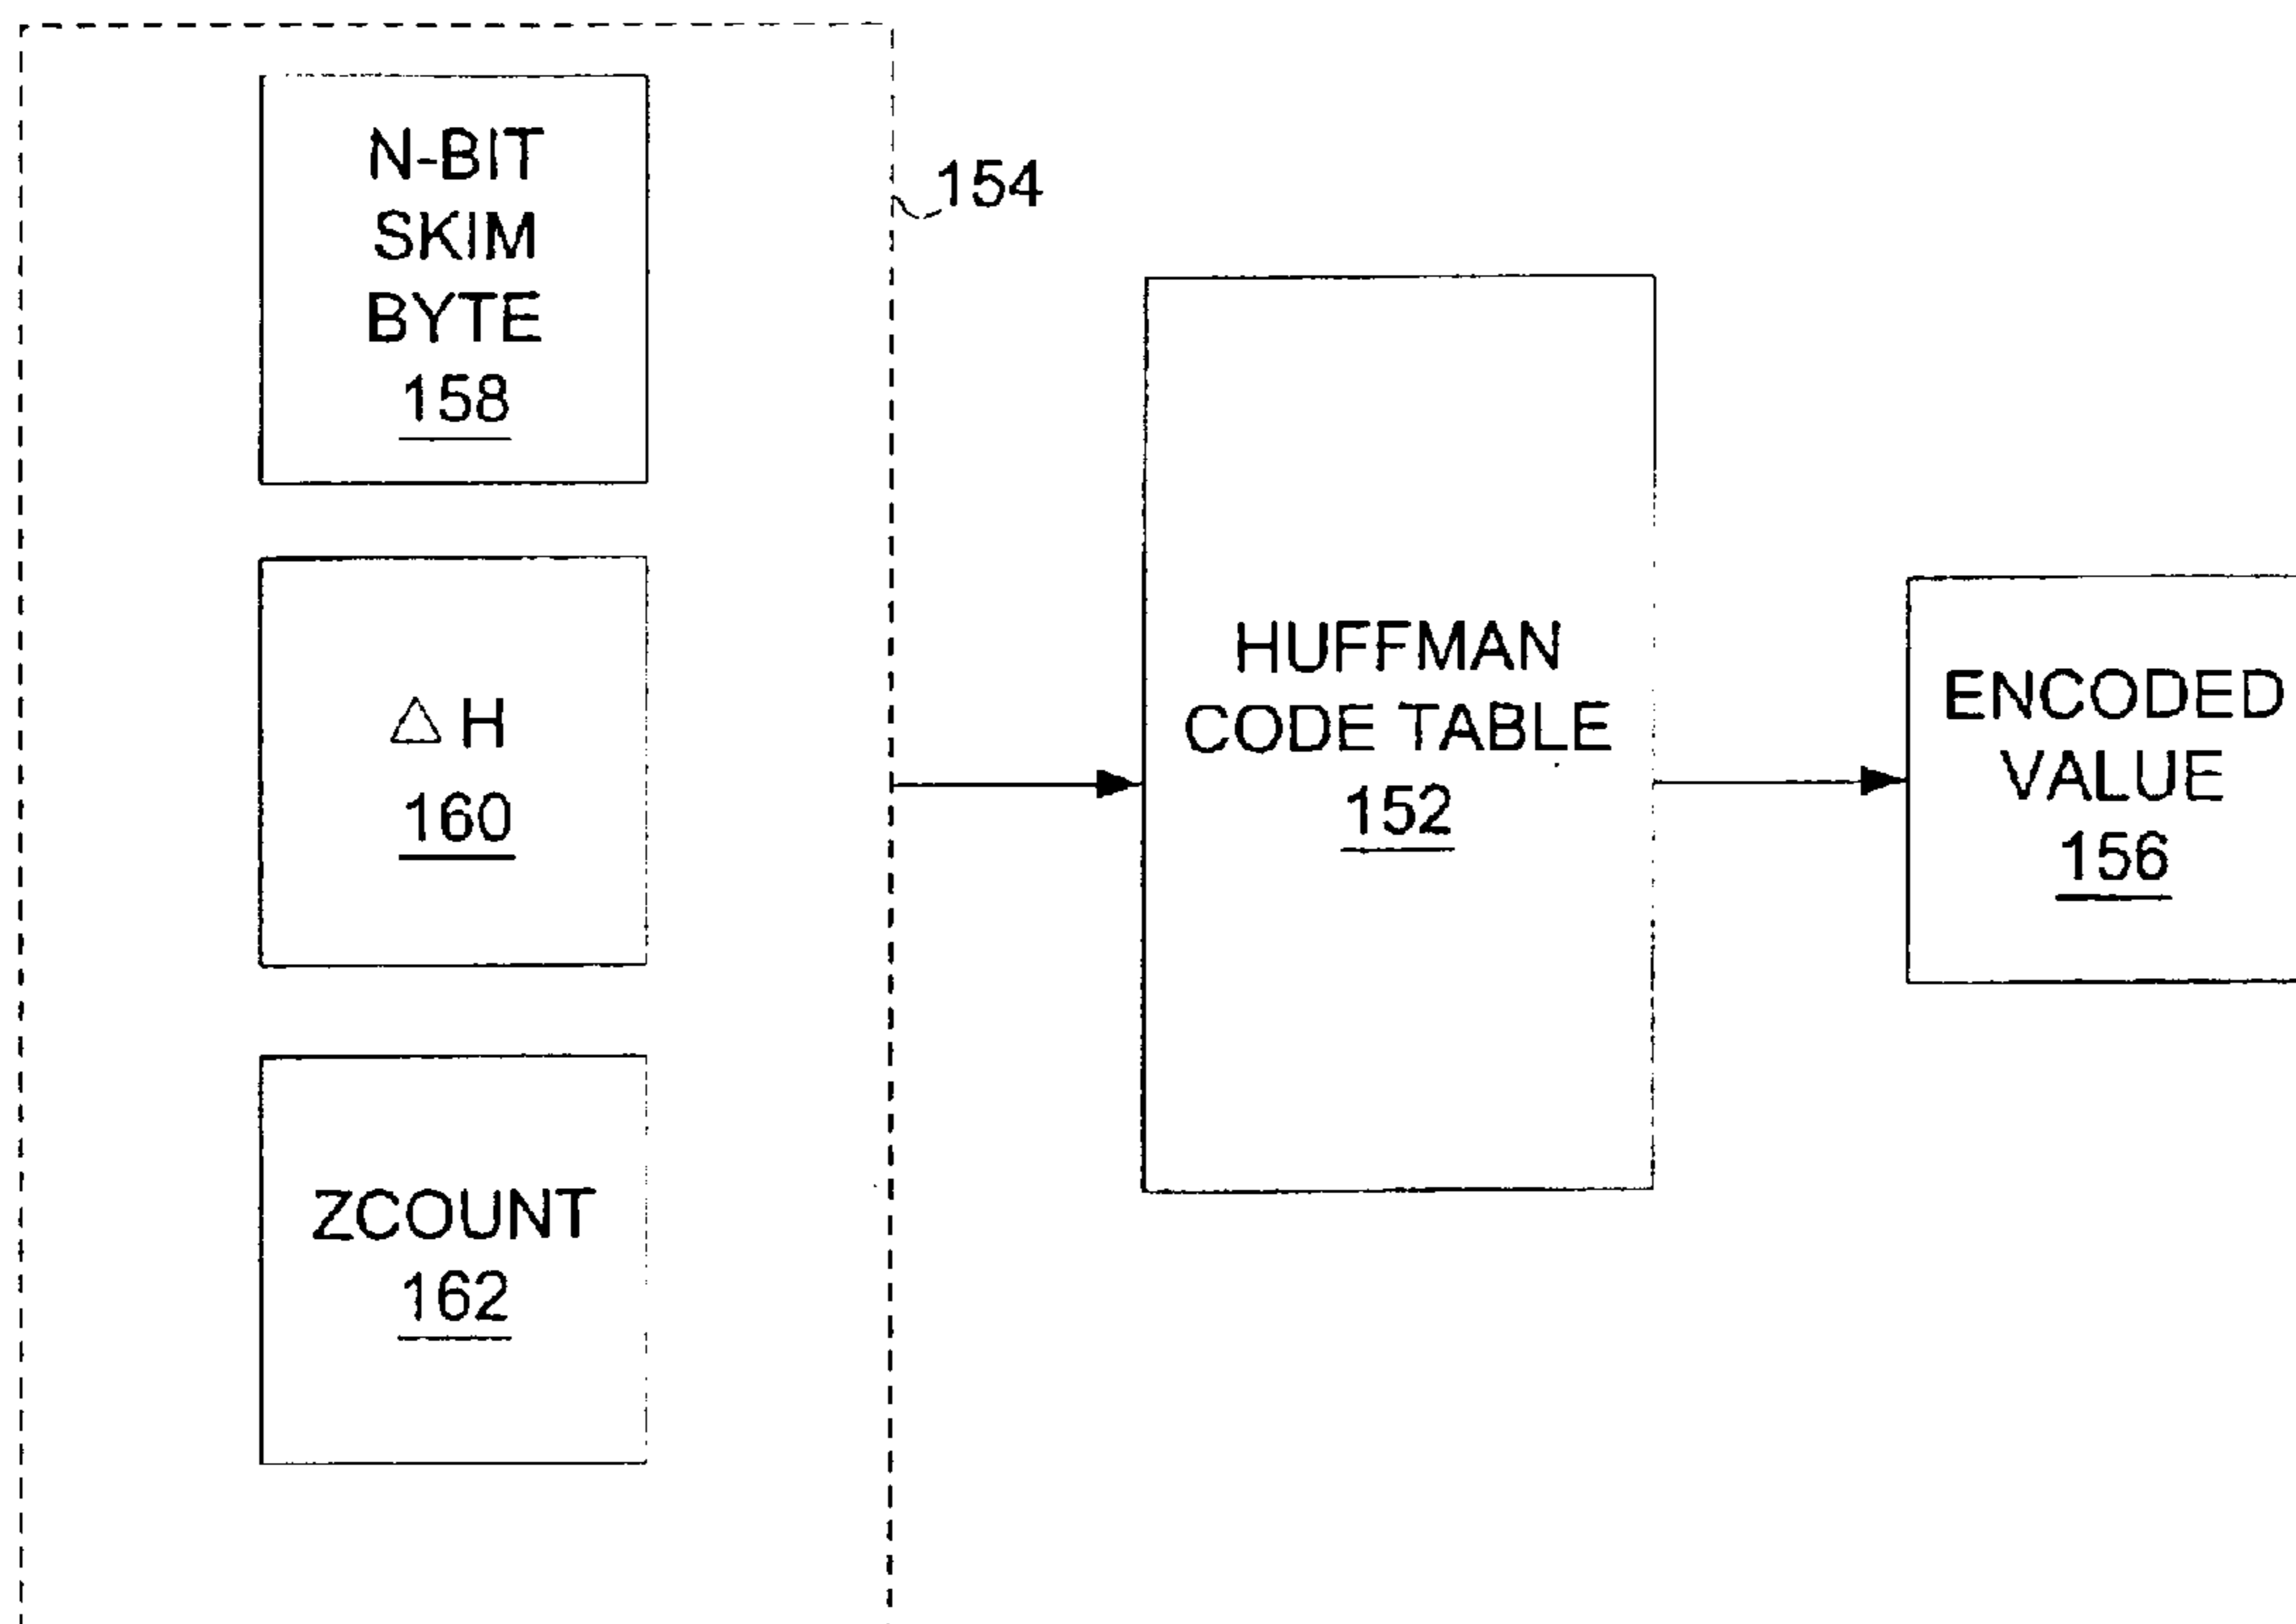 N-BIT
SKIM
BYTE
158
154
△ H
160
ZCOUNT
162
HUFFMAN
CODE TABLE
152
ENCODED
VALUE
156